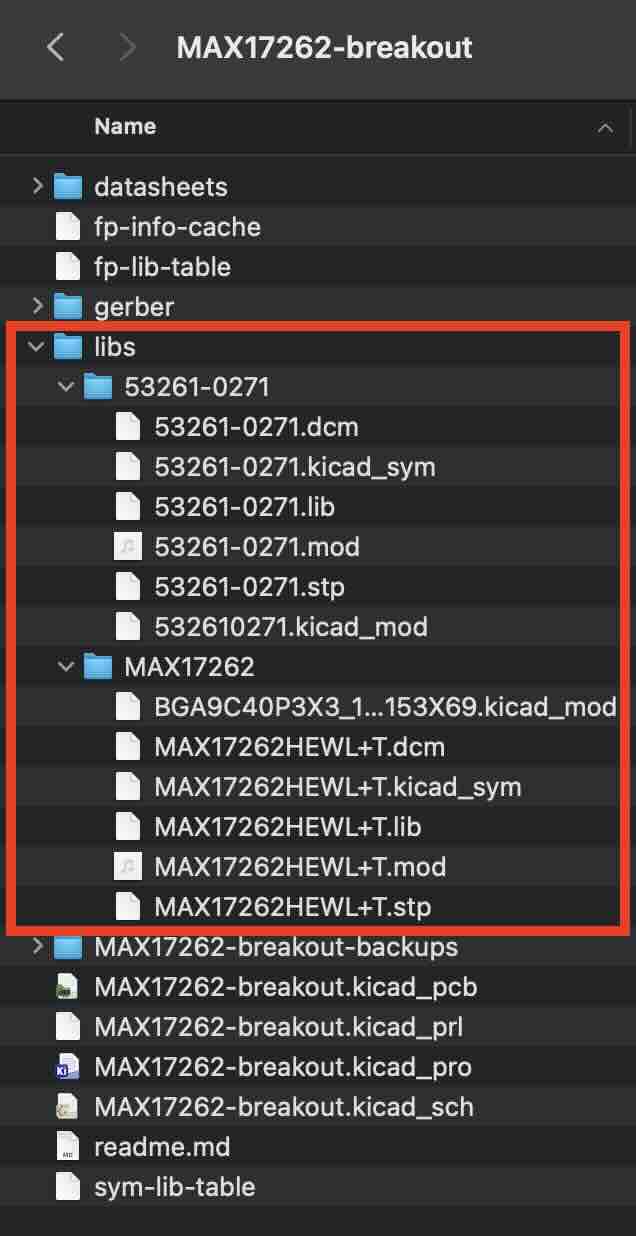 MAX17262-breakout
Name
datasheets
fp-info-cache
fp-lib-table
gerber
libs
53261-0271
53261-0271.dcm
53261-0271.kicad_sym
53261-0271.lib
53261-0271.mod
53261-0271.stp
532610271.kicad_mod
MAX17262
BGA9C40P3X3_1...153X69.kicad_mod
MAX17262HEWL+T.dcm
MAX17262HEWL+T.kicad_sym
MAX17262HEWL+T.lib
MAX17262HEWL+T.mod
MAX17262HEWL+T.stp
MAX17262-breakout-backups
MAX17262-breakout.kicad_pcb
MAX17262-breakout.kicad_prl
MAX17262-breakout.kicad_pro
MAX17262-breakout.kicad_sch
readme.md
sym-lib-table